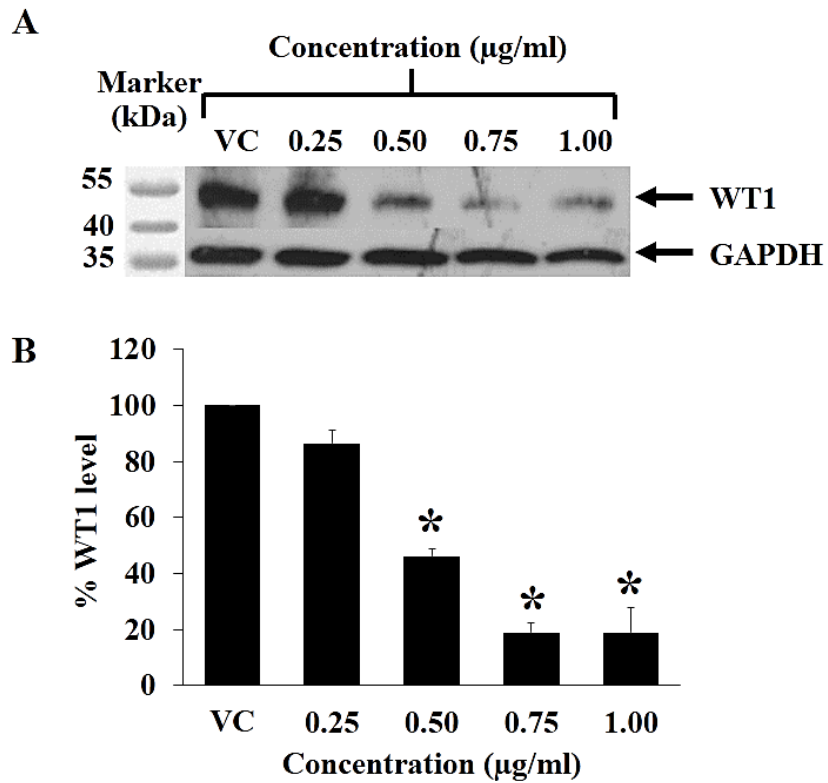 A
Concentration (µg/ml)
Marker
(kDa)
VC 0.25 0.50 0.75 1.00
55
WT1
40
35
GAPDH
B
120
100
80
60
40
20
0
% WT1 level
*
*
*
VC 0.25 0.50 0.75 1.00
Concentration (µg/ml)